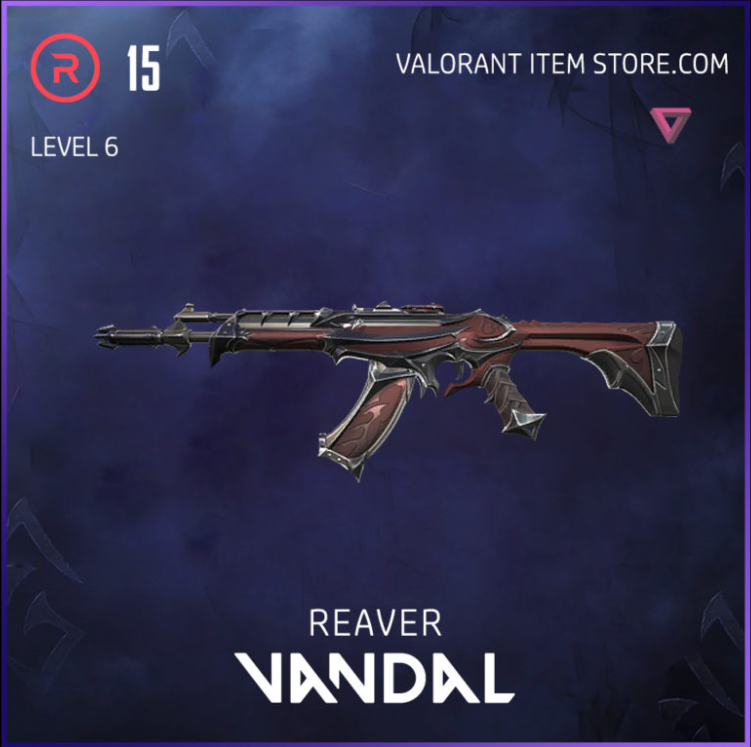 R 15
VALORANT ITEM STORE.COM
LEVEL 6
REAVER
VANDAL